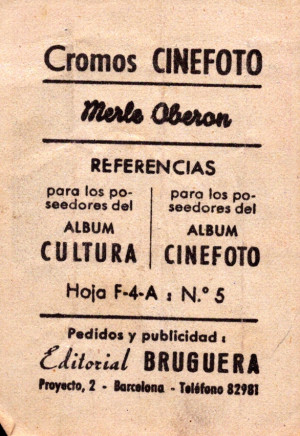 Cromos CINEFOTO
Merle Oberon
REFERENCIAS
para los po-
seedores del
ALBUM
CULTURA
para los po-
seedores del
ALBUM
CINEFOTO
Hoja F-4-A : N.º 5
Pedidos y publicidad :
Editorial BRUGUERA
Proyecto, 2 - Barcelona - Teléfono 82981